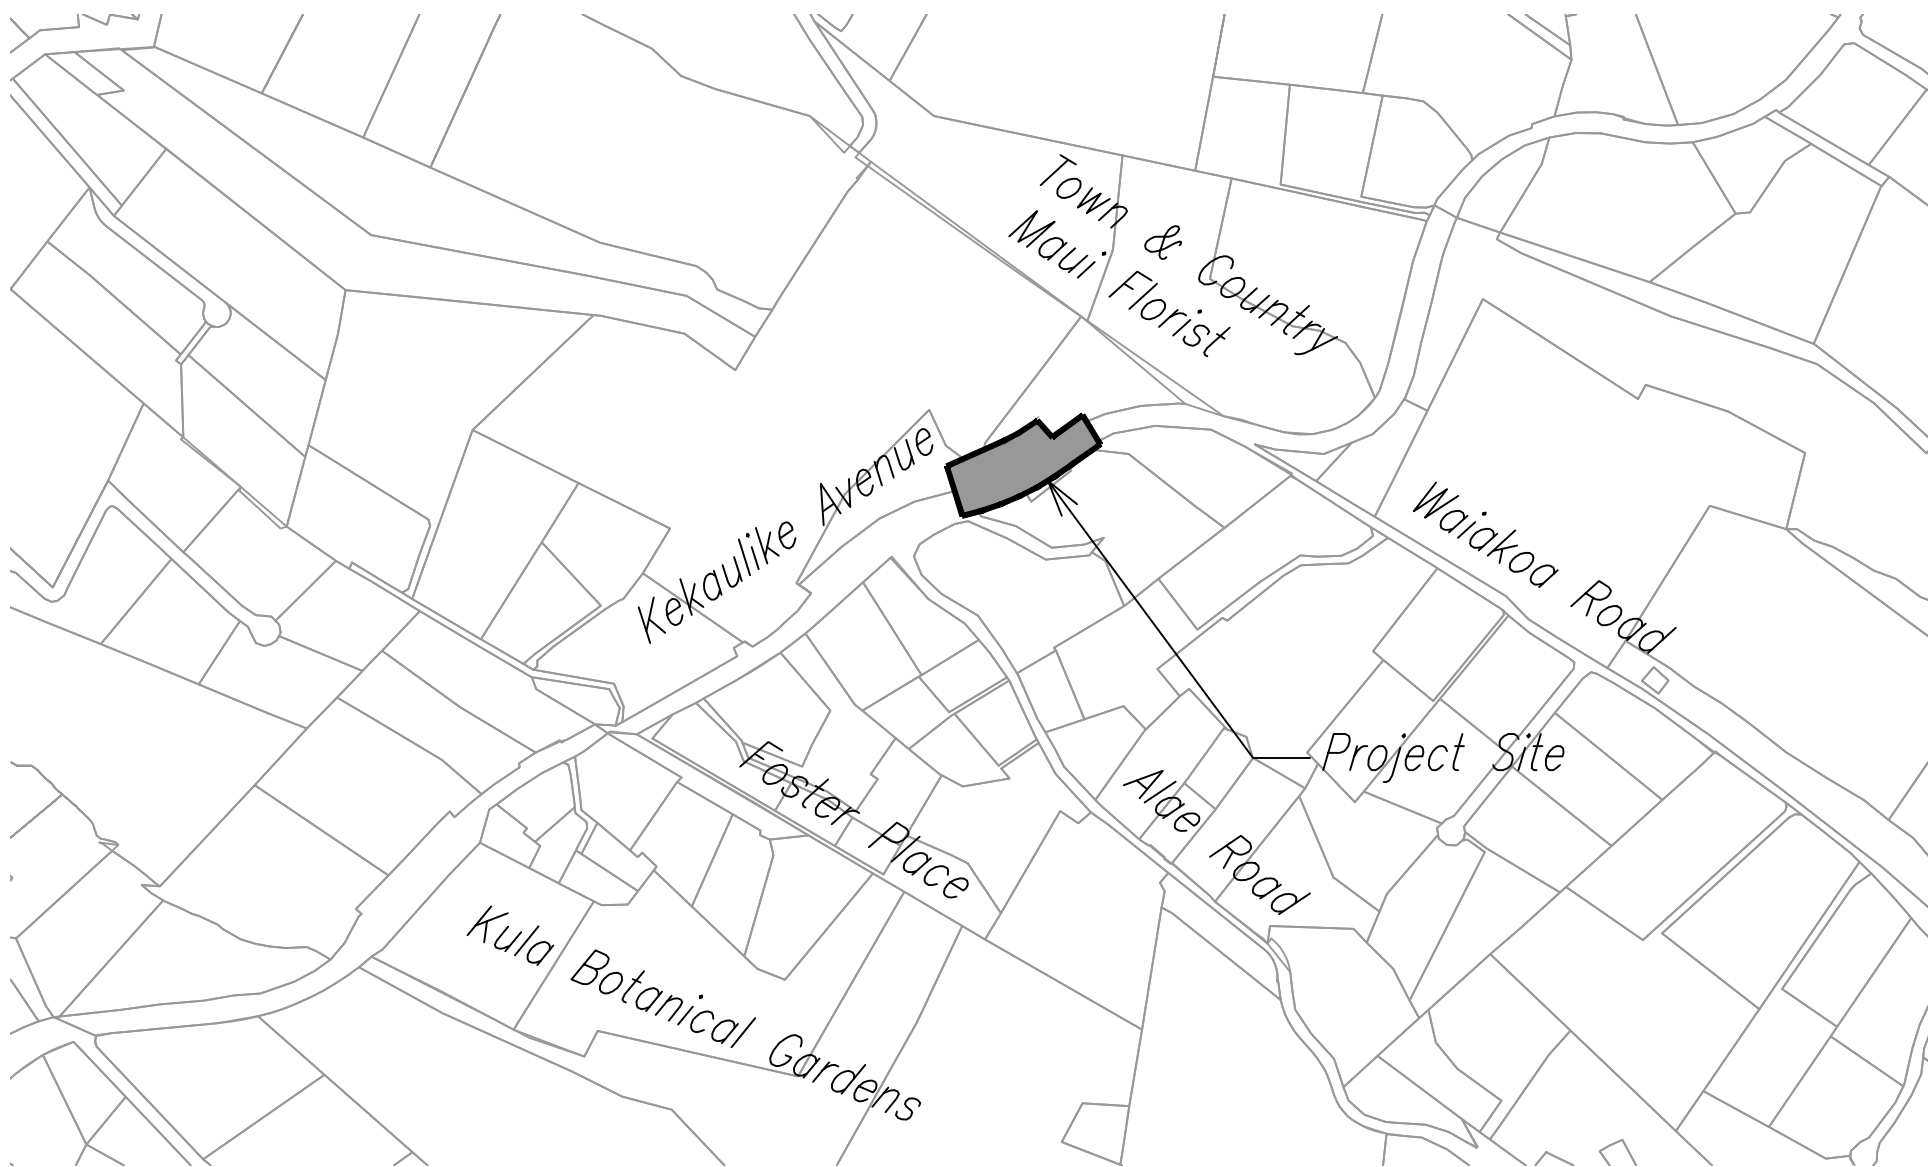 Town & Country
Maui Florist
Kekaulike Avenue
Waiakoa Road
Project Site
Foster Place
Alae Road
Kula Botanical Gardens